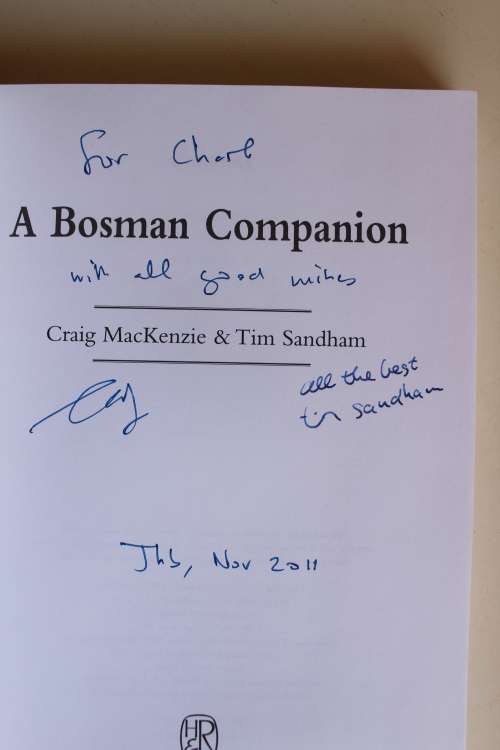 For Charl
A Bosman Companion
with all good wishes
Craig MacKenzie & Tim Sandham
all the best
Tim Sandham
Jhb, Nov 2011
H&R